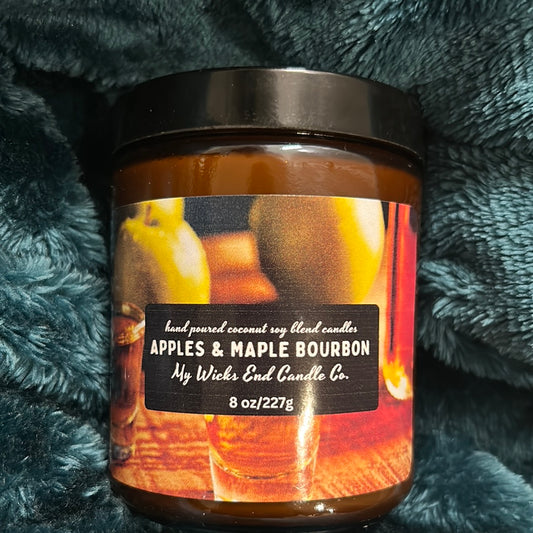 hand poured coconut soy blend candles
APPLES & MAPLE BOURBON
My Wicks End Candle Co.
8 oz/227g